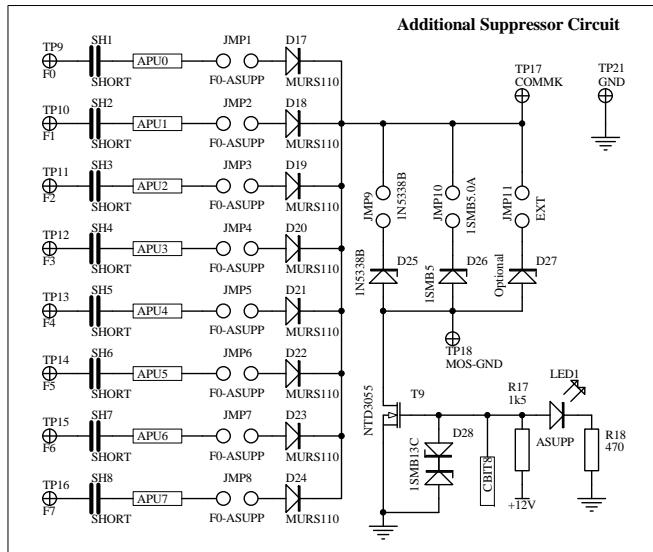 Additional Suppressor Circuit
TP9
SH1
APU0
JMP1
D17
F0
SHORT
F0-ASUPP
MURS110
TP10
SH2
APU1
JMP2
D18
F1
SHORT
F0-ASUPP
MURS110
TP11
SH3
APU2
JMP3
D19
F2
SHORT
F0-ASUPP
MURS110
TP12
SH4
APU3
JMP4
D20
F3
SHORT
F0-ASUPP
MURS110
TP13
SH5
APU4
JMP5
D21
F4
SHORT
F0-ASUPP
MURS110
TP14
SH6
APU5
JMP6
D22
F5
SHORT
F0-ASUPP
MURS110
TP15
SH7
APU6
JMP7
D23
F6
SHORT
F0-ASUPP
MURS110
TP16
SH8
APU7
JMP8
D24
F7
SHORT
F0-ASUPP
MURS110
TP17
COMMK
TP21
GND
JMP9
1N5338B
JMP10
1SMB5.0A
JMP11
EXT
1N5338B
D25
1SMB5
D26
Optional
D27
TP18
MOS-GND
NTD3055
T9
1SMB13C
D28
CBITS
R17
1k5
+12V
LED1
ASUPP
R18
470